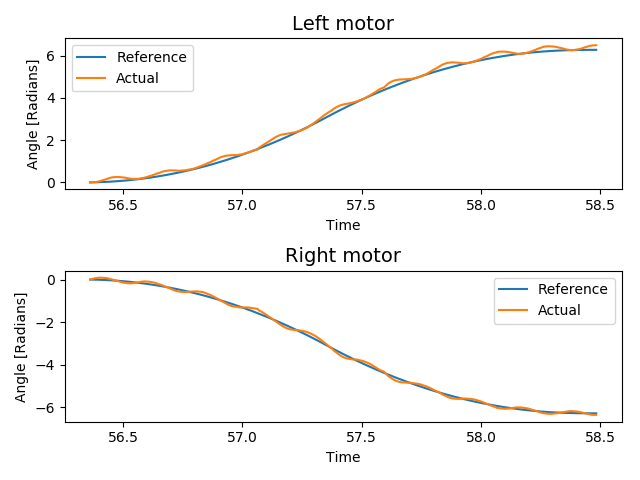 Left motor
6
4
2
0
Angle [Radians]
Reference
Actual
56.5
57.0
57.5
58.0
58.5
Time
Right motor
0
−2
−4
−6
Angle [Radians]
Reference
Actual
56.5
57.0
57.5
58.0
58.5
Time